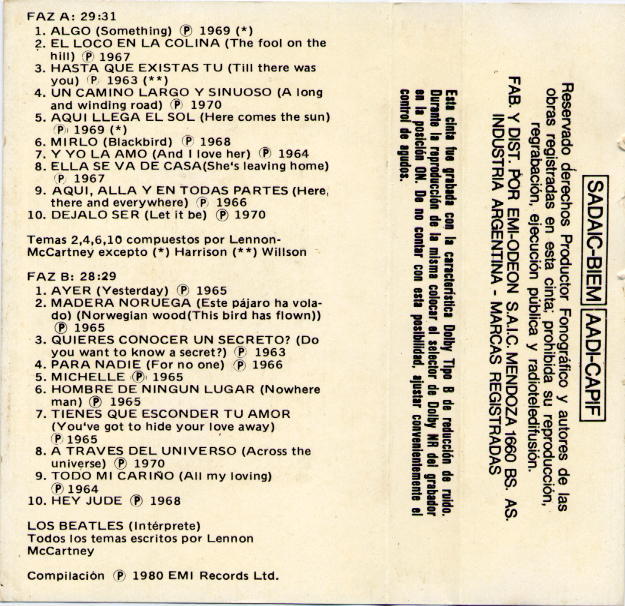 FAZ A: 29:31
1. ALGO (Something) Ⓟ 1969 (*)
2. EL LOCO EN LA COLINA (The fool on the
hill) Ⓟ 1967
3. HASTA QUE EXISTAS TU (Till there was
you) Ⓟ 1963 (**)
4. UN CAMINO LARGO Y SINUOSO (A long
and winding road) Ⓟ 1970
5. AQUI LLEGA EL SOL (Here comes the sun)
Ⓟ 1969 (*)
6. MIRLO (Blackbird) Ⓟ 1968
7. Y YO LA AMO (And I love her) Ⓟ 1964
8. ELLA SE VA DE CASA(She's leaving home)
Ⓟ 1967
9. AQUI, ALLA Y EN TODAS PARTES (Here,
there and everywhere) Ⓟ 1966
10. DEJALO SER (Let it be) Ⓟ 1970
Temas 2,4,6,10 compuestos por Lennon-
McCartney excepto (*) Harrison (**) Willson
FAZ B: 28:29
1. AYER (Yesterday) Ⓟ 1965
2. MADERA NORUEGA (Este pájaro ha vola-
do) (Norwegian wood(This bird has flown))
Ⓟ 1965
3. QUIERES CONOCER UN SECRETO? (Do
you want to know a secret?) Ⓟ 1963
4. PARA NADIE (For no one) Ⓟ 1966
5. MICHELLE Ⓟ 1965
6. HOMBRE DE NINGUN LUGAR (Nowhere
man) Ⓟ 1965
7. TIENES QUE ESCONDER TU AMOR
(You've got to hide your love away)
Ⓟ 1965
8. A TRAVES DEL UNIVERSO (Across the
universe) Ⓟ 1970
9. TODO MI CARIÑO (All my loving)
Ⓟ 1964
10. HEY JUDE Ⓟ 1968
LOS BEATLES (Intérprete)
Todos los temas escritos por Lennon
McCartney
Compilación Ⓟ 1980 EMI Records Ltd.
Esta cinta fue grabada con la característica Dolby Tipo B de reducción de ruido.
Durante la reproducción de la misma colocar el selector de Dolby NR del grabador
en la posición ON. De no contar con esta posibilidad, ajustar convenientemente el
control de agudos.
SADAIC-BIEM AADI-CAPIF
Reservado derechos Productor Fonográfico y autores de las
obras registradas en esta cinta; prohibida su reproducción,
regrabación, ejecución pública y radioteledifusión.
FAB. Y DIST. POR EMI-ODEON S.A.I.C. MENDOZA 1660 BS. AS.
INDUSTRIA ARGENTINA - MARCAS REGISTRADAS